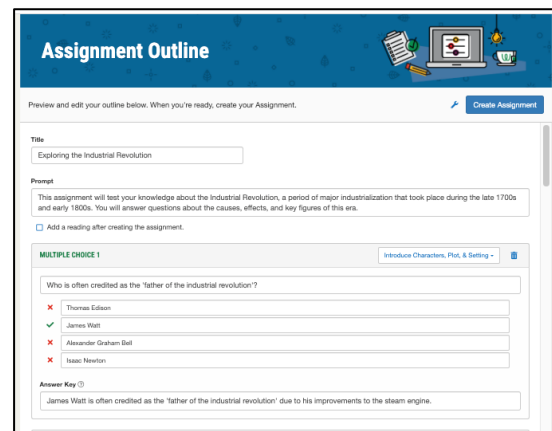 Assignment Outline
Preview and edit your outline below. When you're ready, create your Assignment.
Create Assignment
Title
Exploring the Industrial Revolution
Prompt
This assignment will test your knowledge about the Industrial Revolution, a period of major industrialization that took place during the late 1700s
and early 1800s. You will answer questions about the causes, effects, and key figures of this era.
Add a reading after creating the assignment.
MULTIPLE CHOICE 1
Introduce Characters, Plot, & Setting
Who is often credited as the 'father of the industrial revolution'?
Thomas Edison
James Watt
Alexander Graham Bell
Isaac Newton
Answer Key
James Watt is often credited as the 'father of the industrial revolution' due to his improvements to the steam engine.